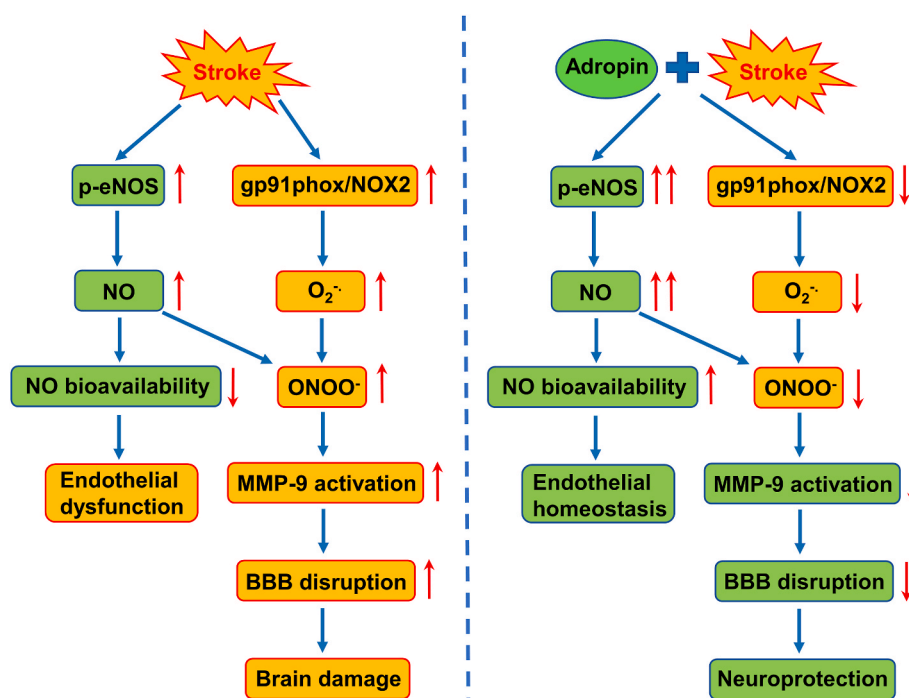 Stroke
p-eNOS
gp91phox/NOX2
NO
O₂⁻·
NO bioavailability
ONOO⁻
Endothelial
dysfunction
MMP-9 activation
BBB disruption
Brain damage
Adropin
Stroke
p-eNOS
gp91phox/NOX2
NO
O₂⁻·
NO bioavailability
ONOO⁻
Endothelial
homeostasis
MMP-9 activation
BBB disruption
Neuroprotection